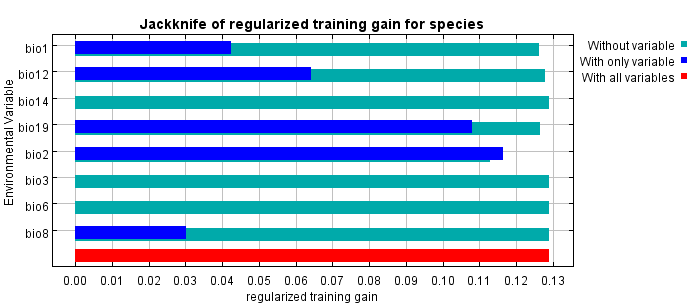 Jackknife of regularized training gain for species
Without variable
With only variable
With all variables
Environmental Variable
bio1
bio12
bio14
bio19
bio2
bio3
bio6
bio8
0.00 0.01 0.02 0.03 0.04 0.05 0.06 0.07 0.08 0.09 0.10 0.11 0.12 0.13
regularized training gain